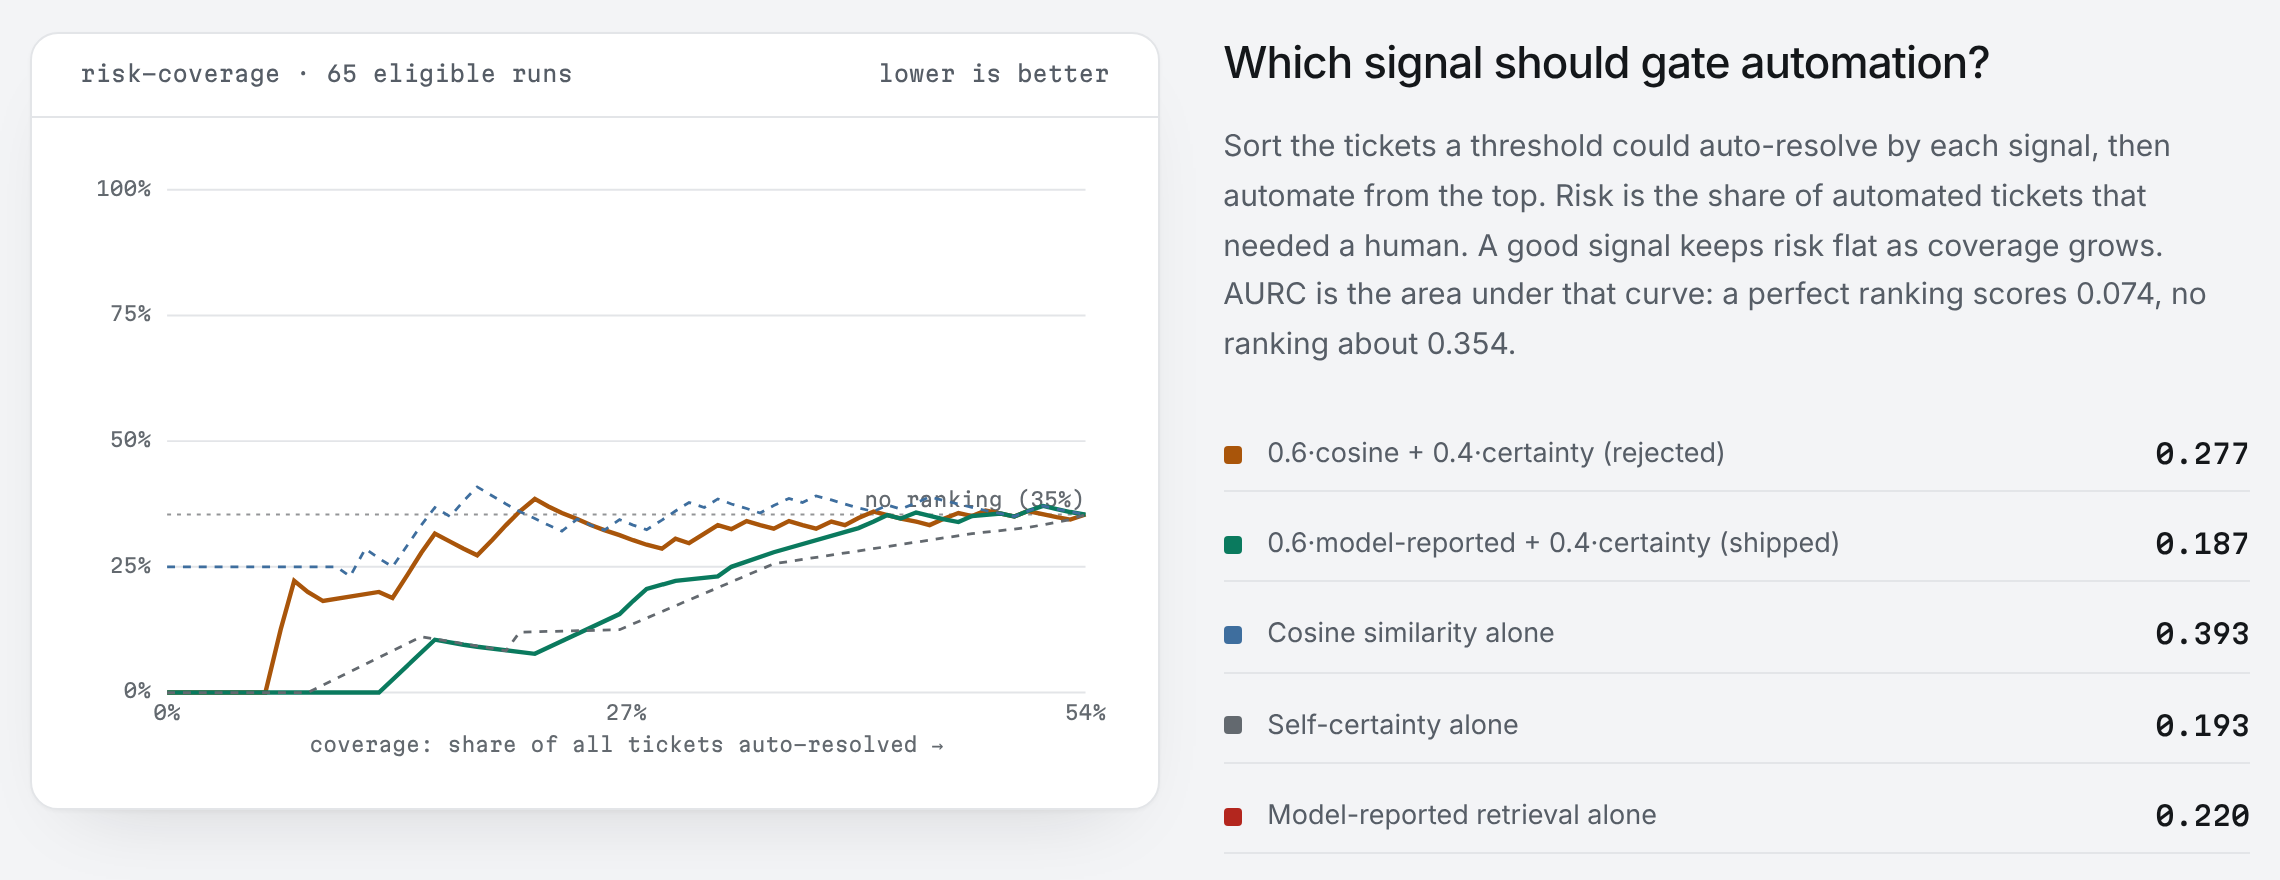 risk-coverage · 65 eligible runs
lower is better
100%
75%
50%
25%
0%
no ranking (35%)
0%
27%
54%
coverage: share of all tickets auto-resolved →
Which signal should gate automation?
Sort the tickets a threshold could auto-resolve by each signal, then
automate from the top. Risk is the share of automated tickets that
needed a human. A good signal keeps risk flat as coverage grows.
AURC is the area under that curve: a perfect ranking scores 0.074, no
ranking about 0.354.
0.6·cosine + 0.4·certainty (rejected) 0.277
0.6·model-reported + 0.4·certainty (shipped) 0.187
Cosine similarity alone 0.393
Self-certainty alone 0.193
Model-reported retrieval alone 0.220